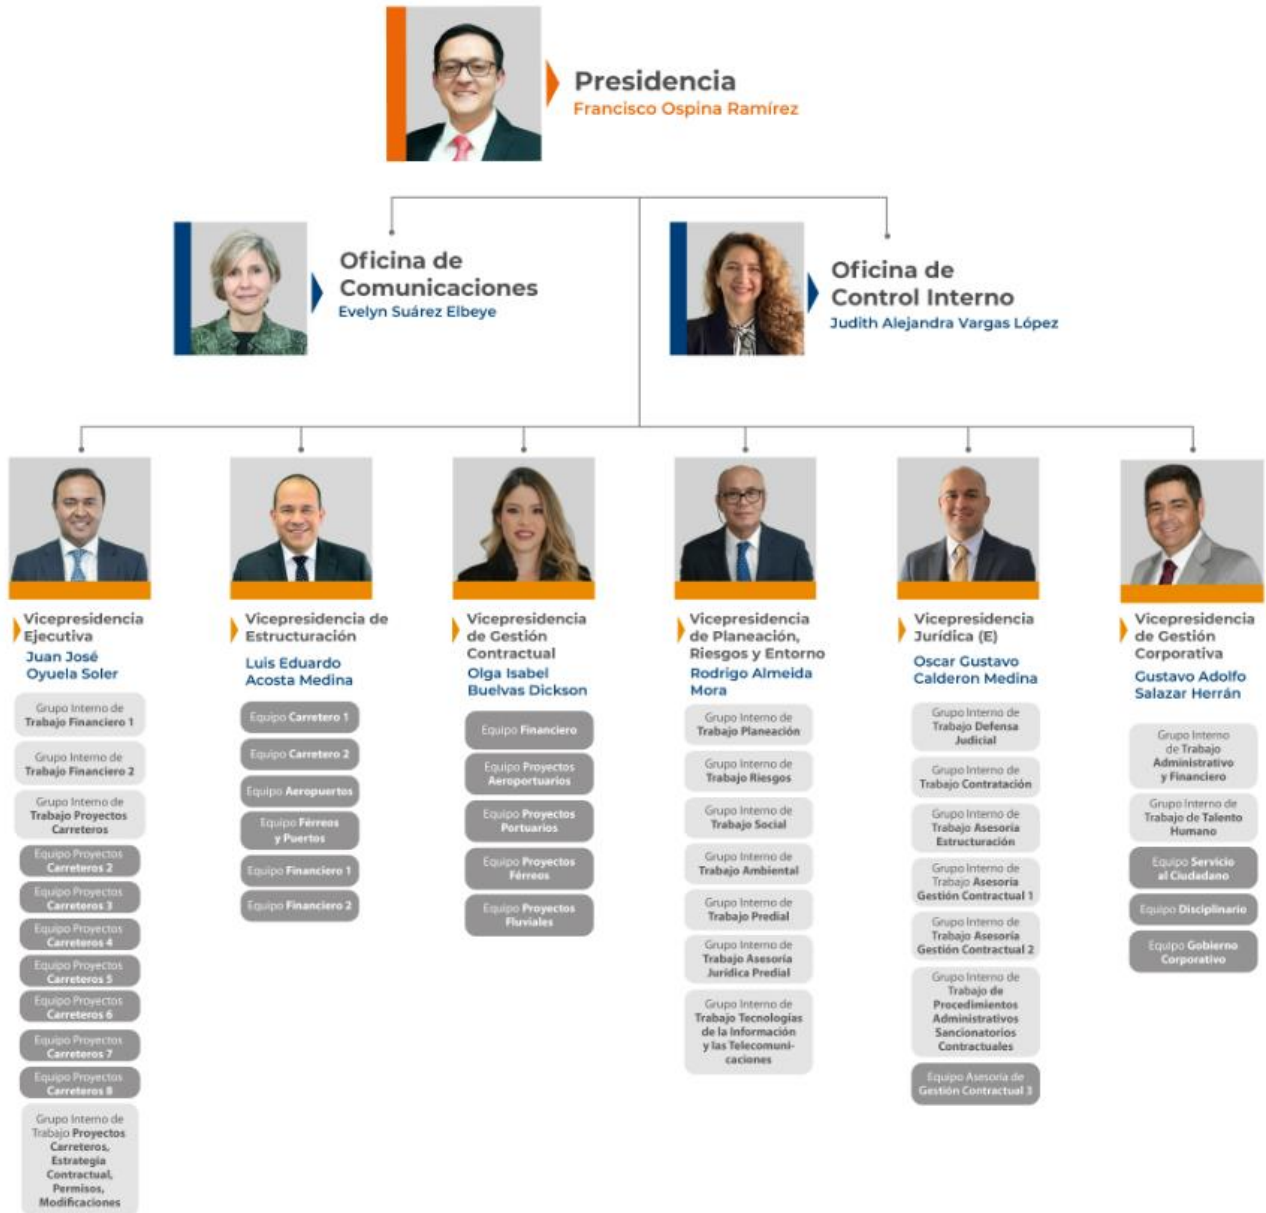 Presidencia
Francisco Ospina Ramírez
Oficina de
Comunicaciones
Evelyn Suárez Elbeye
Oficina de
Control Interno
Judith Alejandra Vargas López
Vicepresidencia
Ejecutiva
Juan José
Oyuela Soler
Grupo Interno de
Trabajo Financiero 1
Grupo Interno de
Trabajo Financiero 2
Grupo Interno de
Trabajo Proyectos
Carreteros
Equipo Proyectos
Carreteros 2
Equipo Proyectos
Carreteros 3
Equipo Proyectos
Carreteros 4
Equipo Proyectos
Carreteros 5
Equipo Proyectos
Carreteros 6
Equipo Proyectos
Carreteros 7
Equipo Proyectos
Carreteros 8
Grupo Interno de
Trabajo Proyectos
Carreteros,
Estrategia
Contractual,
Permisos,
Modificaciones
Vicepresidencia de
Estructuración
Luis Eduardo
Acosta Medina
Equipo Carretero 1
Equipo Carretero 2
Equipo Aeropuertos
Equipo Férreos
y Puertos
Equipo Financiero 1
Equipo Financiero 2
Vicepresidencia
de Gestión
Contractual
Olga Isabel
Buelvas Dickson
Equipo Financiero
Equipo Proyectos
Aeroportuarios
Equipo Proyectos
Portuarios
Equipo Proyectos
Férreos
Equipo Proyectos
Fluviales
Vicepresidencia
de Planeación,
Riesgos y Entorno
Rodrigo Almeida
Mora
Grupo Interno de
Trabajo Planeación
Grupo Interno de
Trabajo Riesgos
Grupo Interno de
Trabajo Social
Grupo Interno de
Trabajo Ambiental
Grupo Interno de
Trabajo Predial
Grupo Interno de
Trabajo Asesoría
Jurídica Predial
Grupo Interno de
Trabajo Tecnologías
de la Información
y las Telecomuni-
caciones
Vicepresidencia
Jurídica (E)
Oscar Gustavo
Calderon Medina
Grupo Interno de
Trabajo Defensa
Judicial
Grupo Interno de
Trabajo Contratación
Grupo Interno de
Trabajo Asesoría
Estructuración
Grupo Interno de
Trabajo Asesoría
Gestión Contractual 1
Grupo Interno de
Trabajo Asesoría
Gestión Contractual 2
Grupo Interno de
Trabajo de
Procedimientos
Administrativos
Sancionatorios
Contractuales
Equipo Asesoría de
Gestión Contractual 3
Vicepresidencia
de Gestión
Corporativa
Gustavo Adolfo
Salazar Herrán
Grupo Interno
de Trabajo
Administrativo
y Financiero
Grupo Interno de
Trabajo de Talento
Humano
Equipo Servicio
al Ciudadano
Equipo Disciplinario
Equipo Gobierno
Corporativo